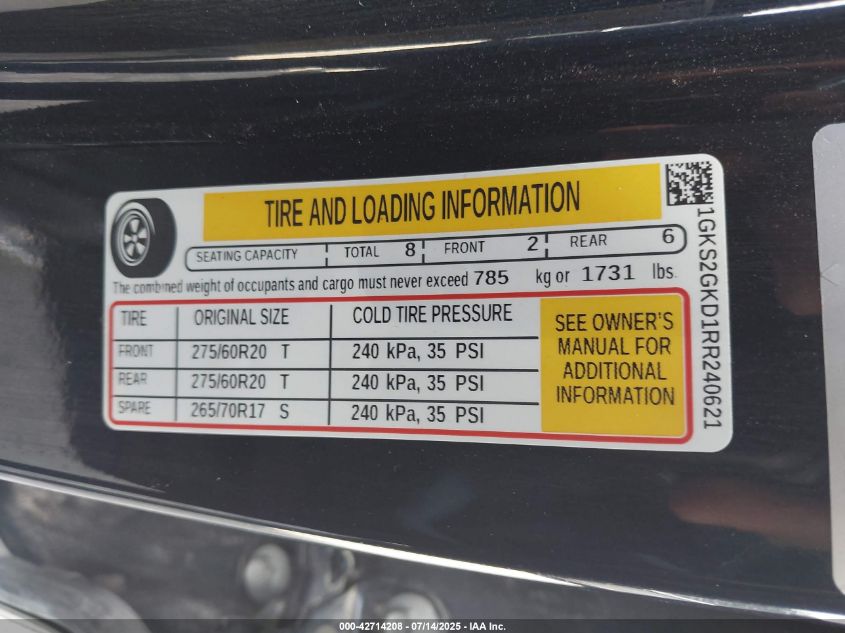 TIRE AND LOADING INFORMATION
SEATING CAPACITY TOTAL 8 FRONT 2 REAR 6
The combined weight of occupants and cargo must never exceed 785 kg or 1731 lbs.
TIRE ORIGINAL SIZE COLD TIRE PRESSURE
FRONT 275/60R20 T 240 kPa, 35 PSI
REAR 275/60R20 T 240 kPa, 35 PSI
SPARE 265/70R17 S 240 kPa, 35 PSI
SEE OWNER'S
MANUAL FOR
ADDITIONAL
INFORMATION
1GKS2GKD1RR240621
000-42714208 - 07/14/2025 - IAA Inc.